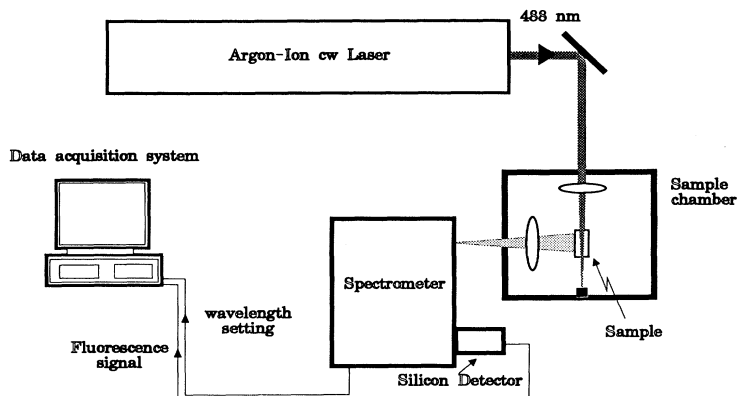 488 nm
Argon-Ion cw Laser
Data acquisition system
Sample
chamber
Spectrometer
wavelength
setting
Sample
Fluorescence
signal
Silicon Detector